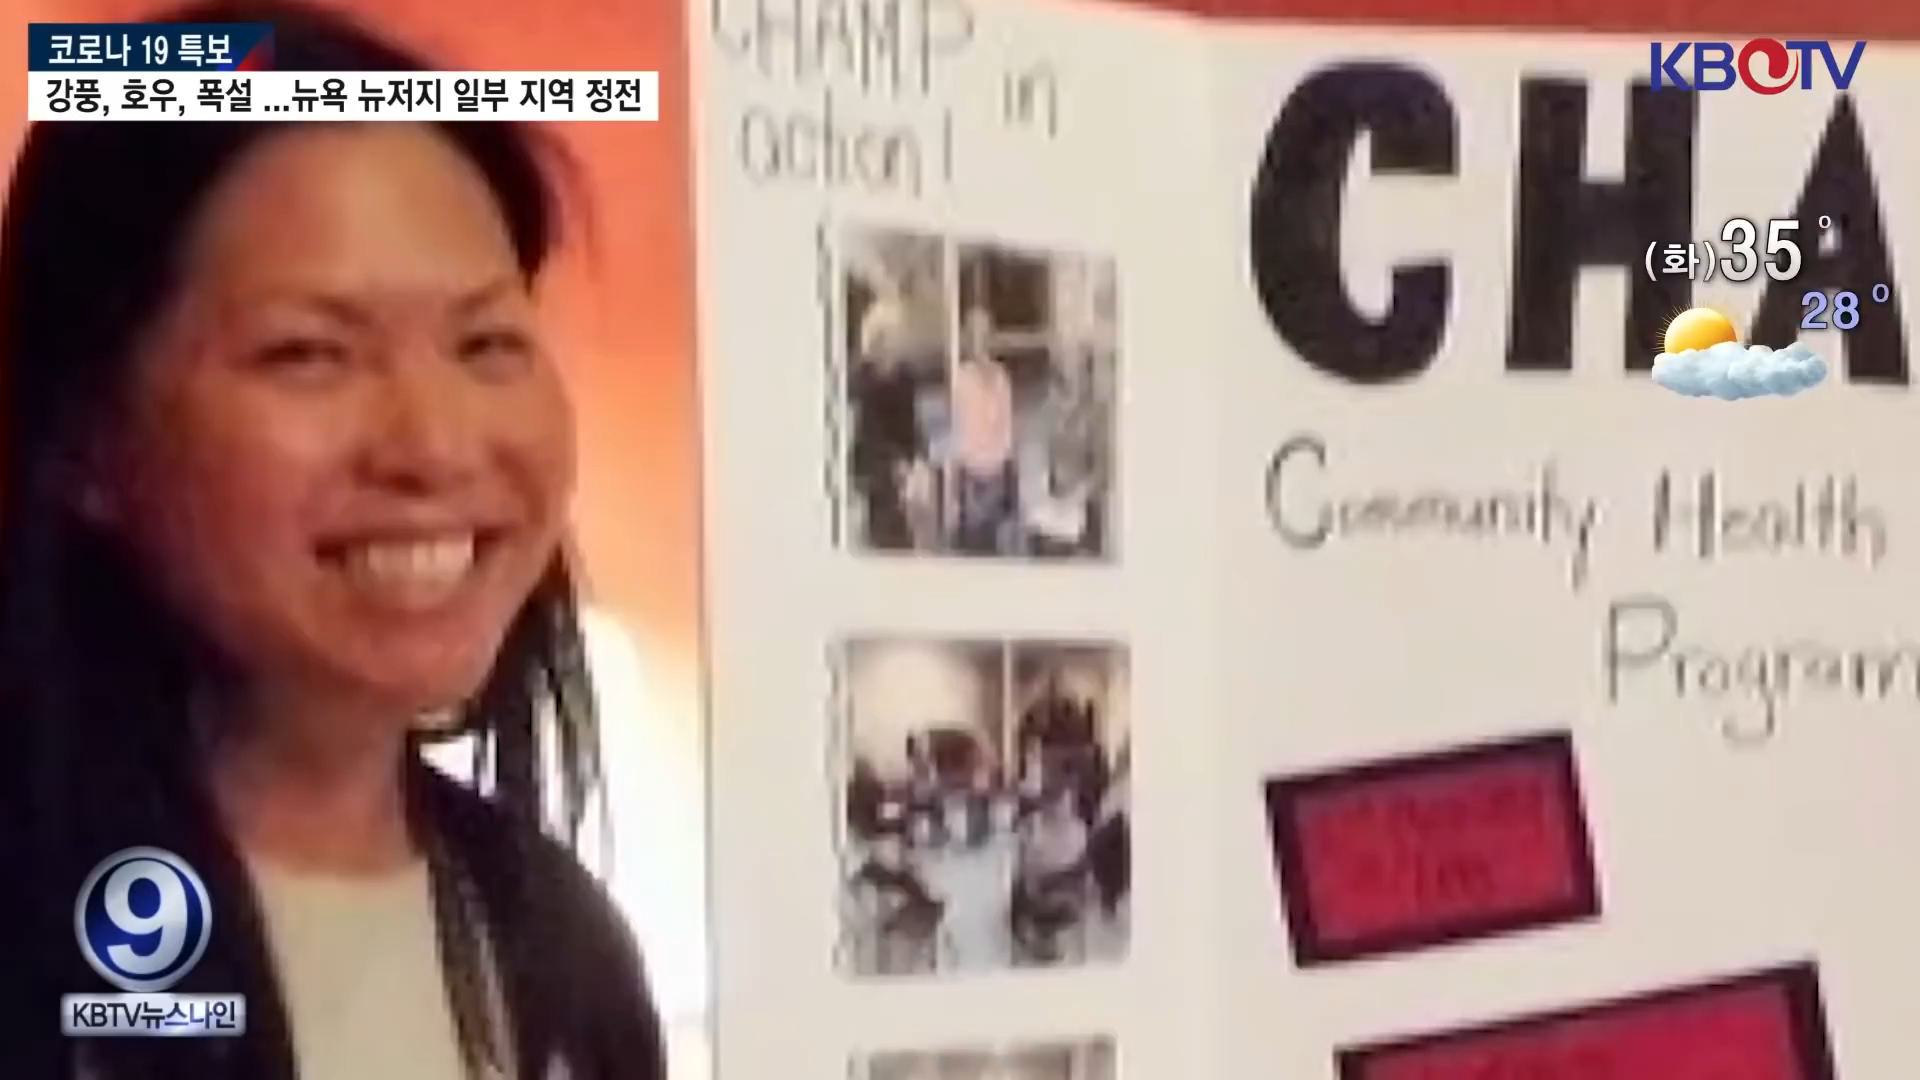 코로나 19 특보
강풍, 호우, 폭설 ...뉴욕 뉴저지 일부 지역 정전
KBTV
(화)35°
28°
CHAMP
in
action!
CHA
Community Health
Program
9
KBTV뉴스나인